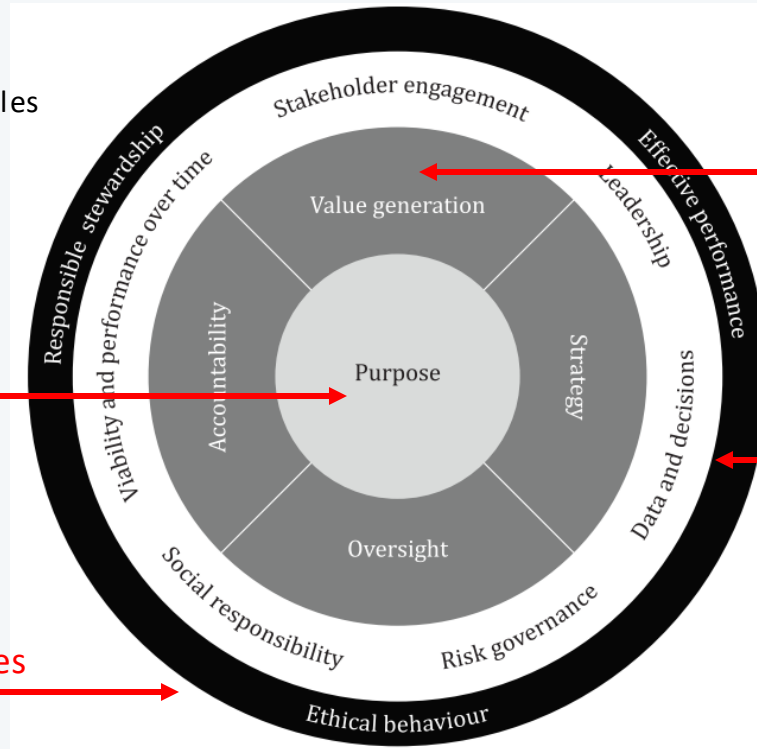 les
Stakeholder engagement
Responsible stewardship
Effective performance
Viability and performance over time
Leadership
Value generation
Accountability
Purpose
Strategy
Data and decisions
Oversight
Social responsibility
Risk governance
es
Ethical behaviour